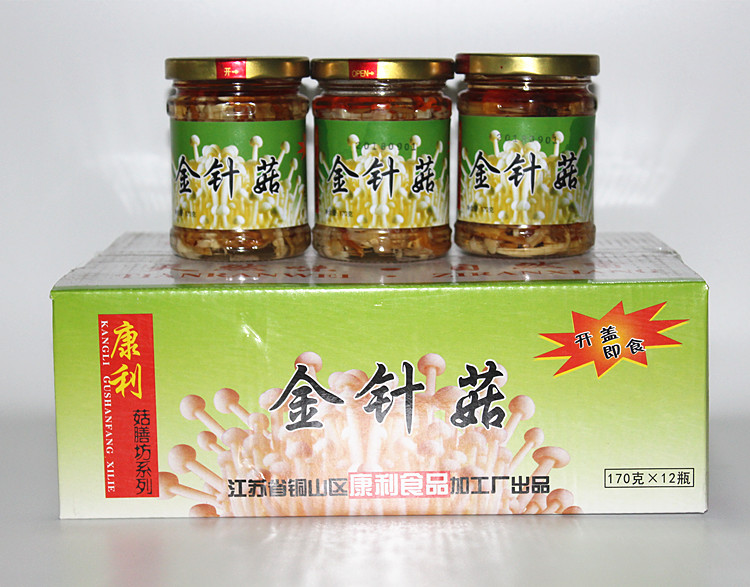 开→
OPEN→
金针菇
金针菇
金针菇
康利
KANGLI GUSHANFANG XILIE
菇膳坊系列
开盖
即食
金针菇
江苏省铜山区康利食品加工厂出品
170克×12瓶